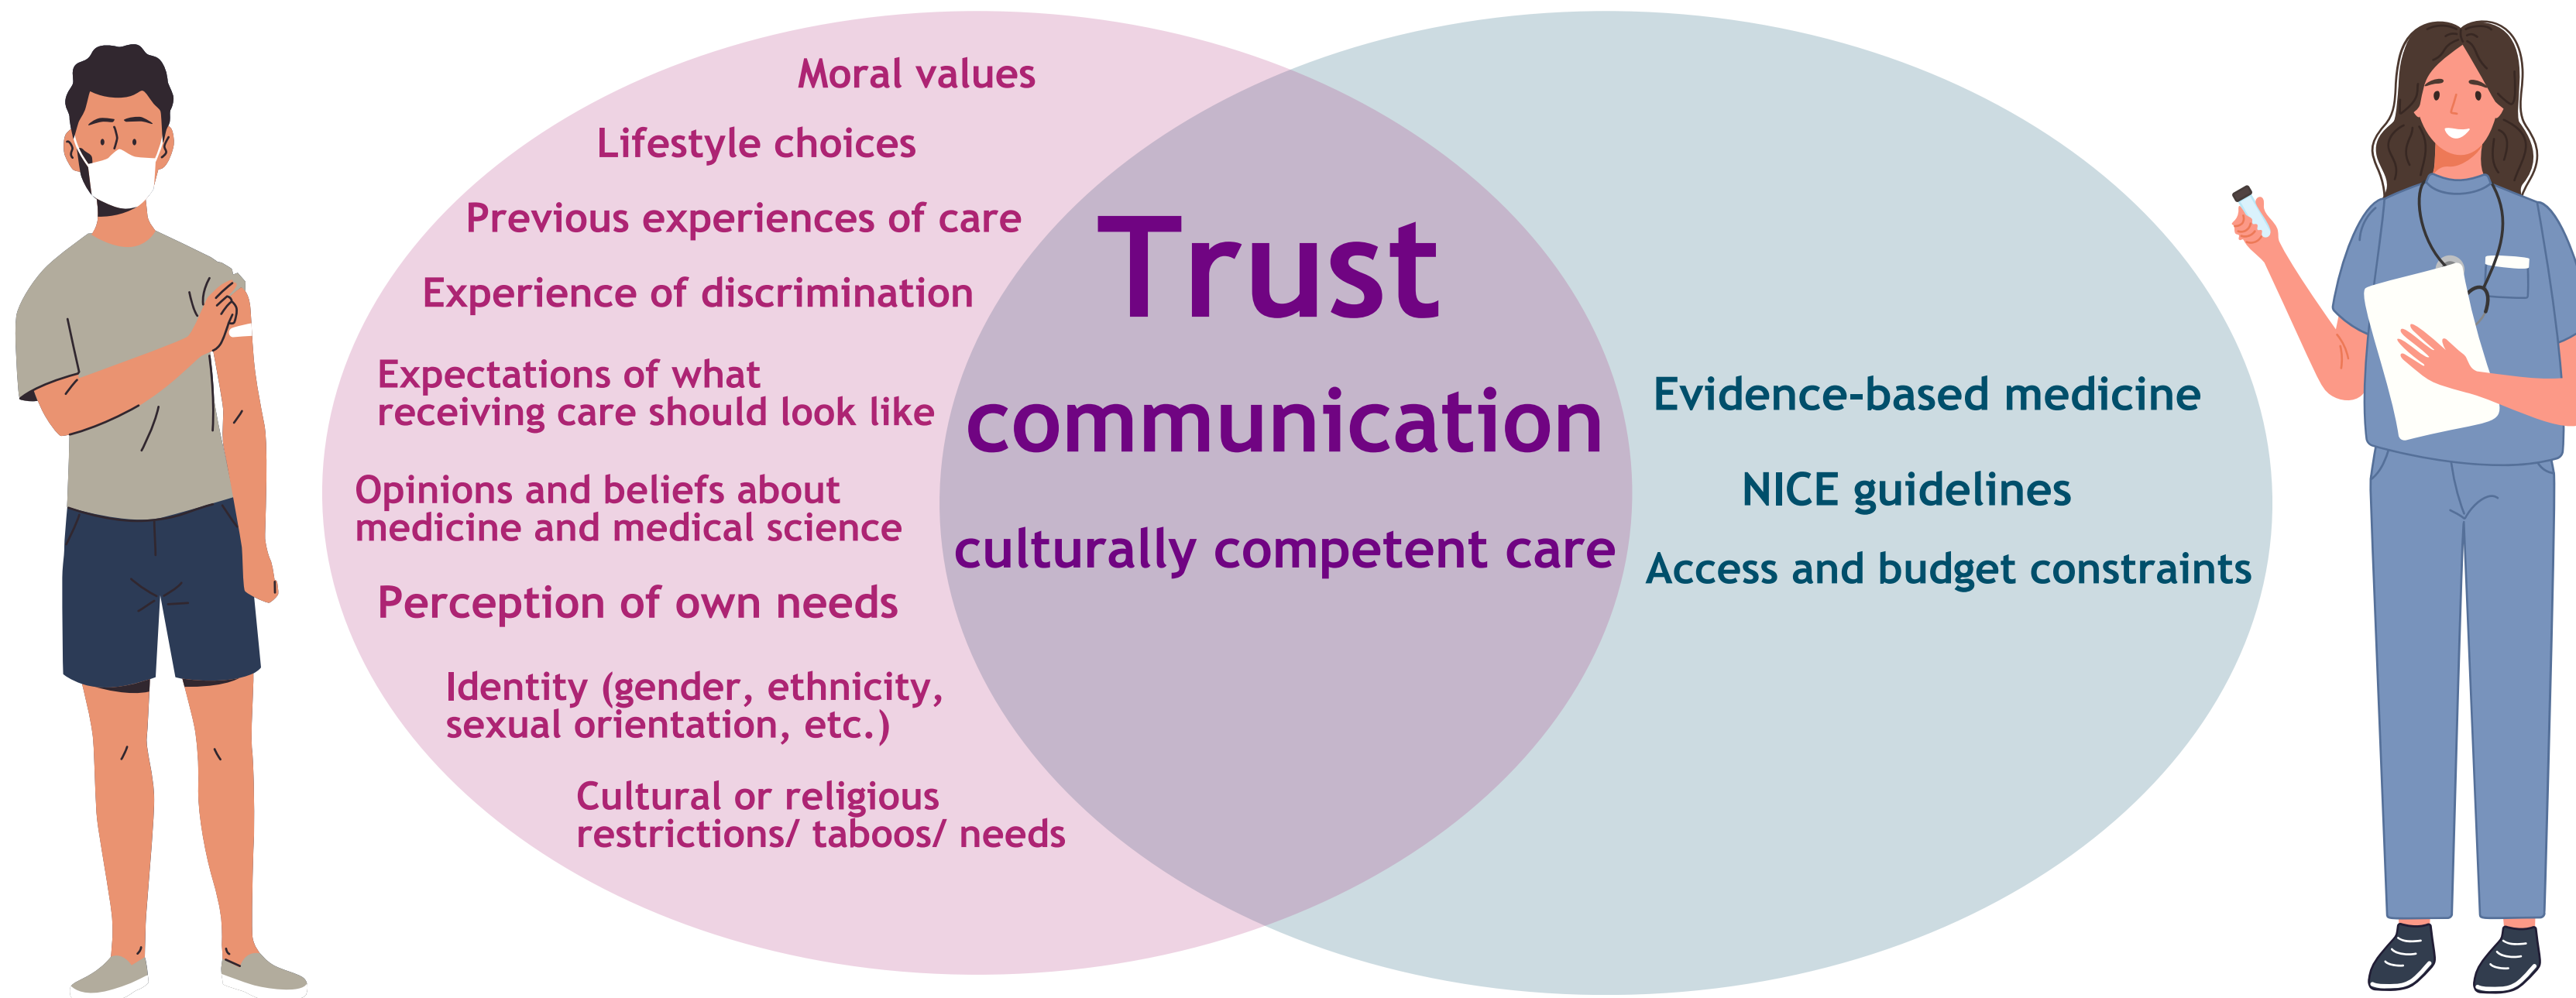 Moral values
Lifestyle choices
Previous experiences of care
Experience of discrimination
Expectations of what
receiving care should look like
Opinions and beliefs about
medicine and medical science
Perception of own needs
Identity (gender, ethnicity,
sexual orientation, etc.)
Cultural or religious
restrictions/ taboos/ needs
Trust
communication
culturally competent care
Evidence-based medicine
NICE guidelines
Access and budget constraints